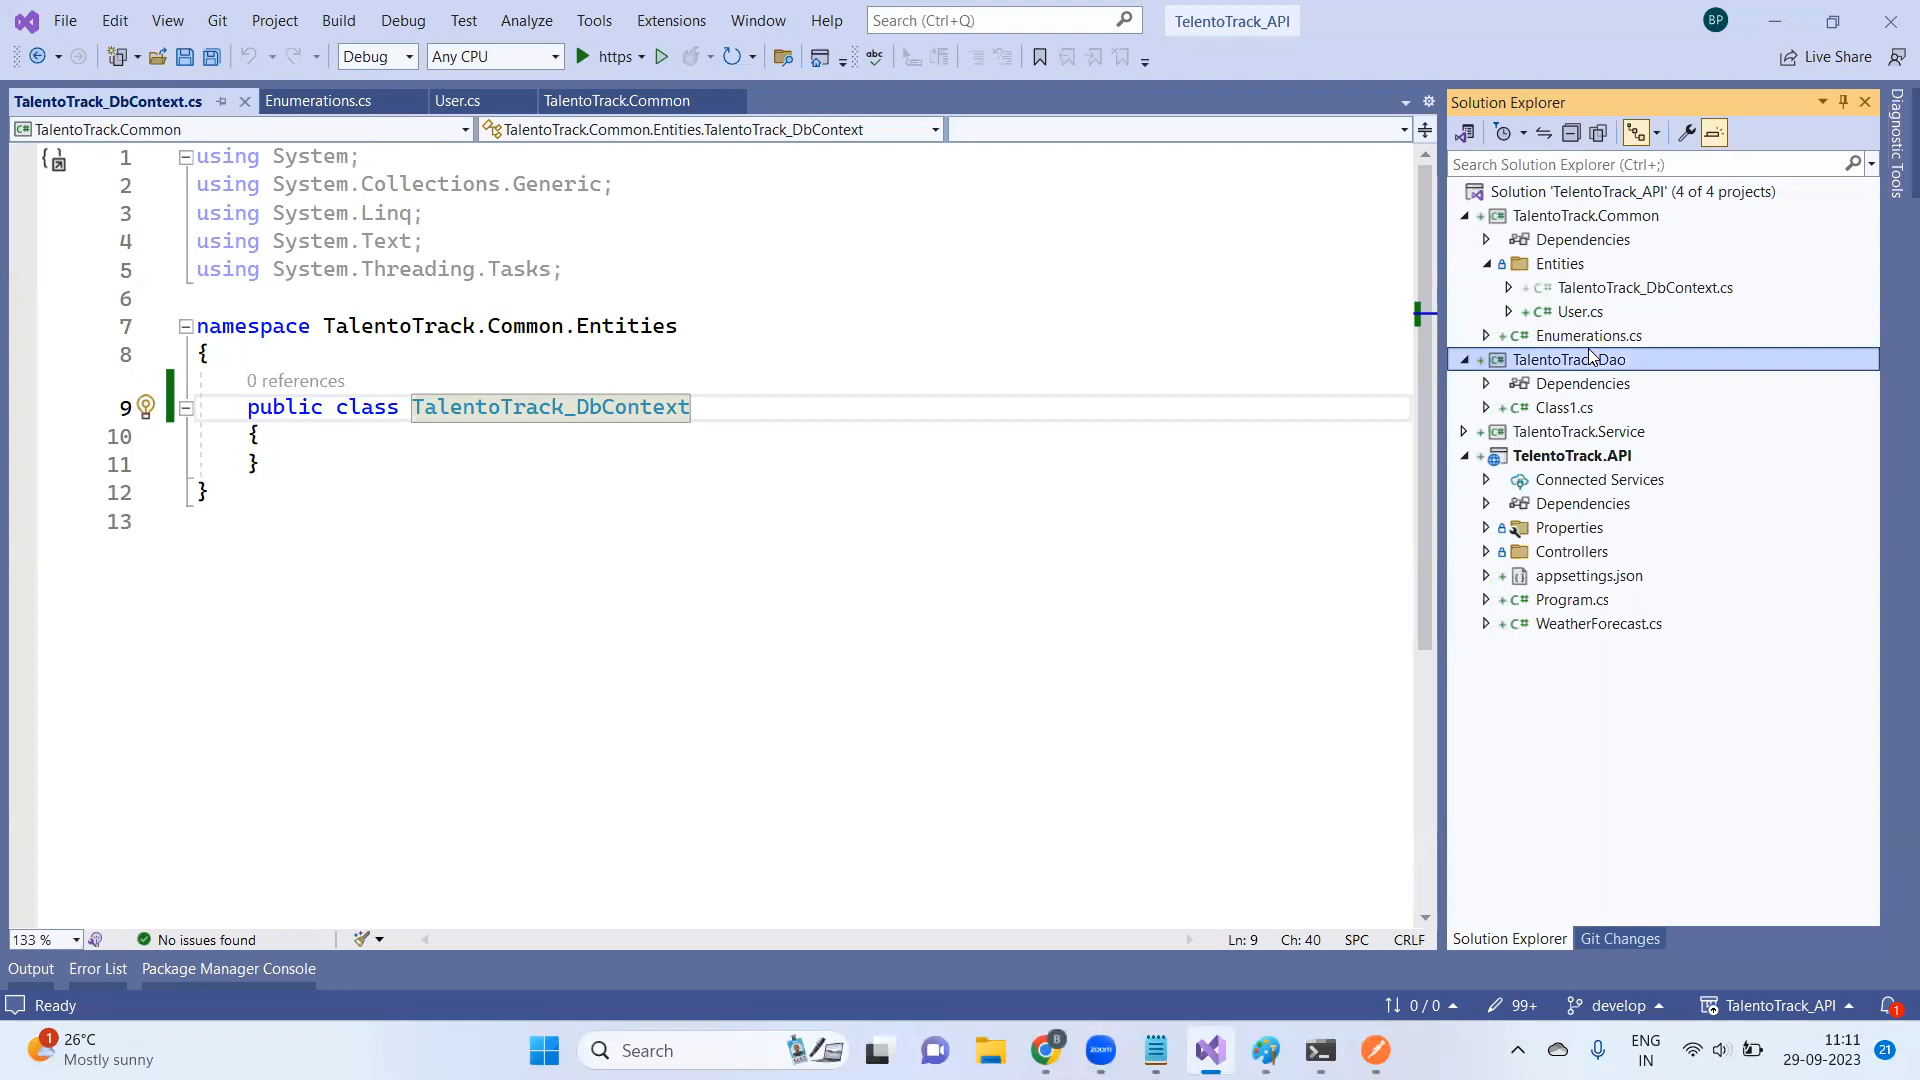 File Edit View Git Project Build Debug Test Analyze Tools Extensions Window Help Search (Ctrl+Q) TelentoTrack_API BP
Debug Any CPU https abc Live Share
TalentoTrack_DbContext.cs Enumerations.cs User.cs TalentoTrack.Common
TalentoTrack.Common TalentoTrack.Common.Entities.TalentoTrack_DbContext
1 using System;
2 using System.Collections.Generic;
3 using System.Linq;
4 using System.Text;
5 using System.Threading.Tasks;
6
7 namespace TalentoTrack.Common.Entities
8 {
0 references
9 public class TalentoTrack_DbContext
10 {
11 }
12 }
13
133 % No issues found Ln: 9 Ch: 40 SPC CRLF
Solution Explorer
Search Solution Explorer (Ctrl+;)
Solution 'TelentoTrack_API' (4 of 4 projects)
TalentoTrack.Common
Dependencies
Entities
TalentoTrack_DbContext.cs
User.cs
Enumerations.cs
TalentoTrack.Dao
Dependencies
Class1.cs
TalentoTrack.Service
TelentoTrack.API
Connected Services
Dependencies
Properties
Controllers
appsettings.json
Program.cs
WeatherForecast.cs
Solution Explorer Git Changes
Diagnostic Tools
Output Error List Package Manager Console
Ready 0 / 0 99+ develop TalentoTrack_API 1
1 26°C
Mostly sunny
Search B zoom
ENG
IN
11:11
29-09-2023 21